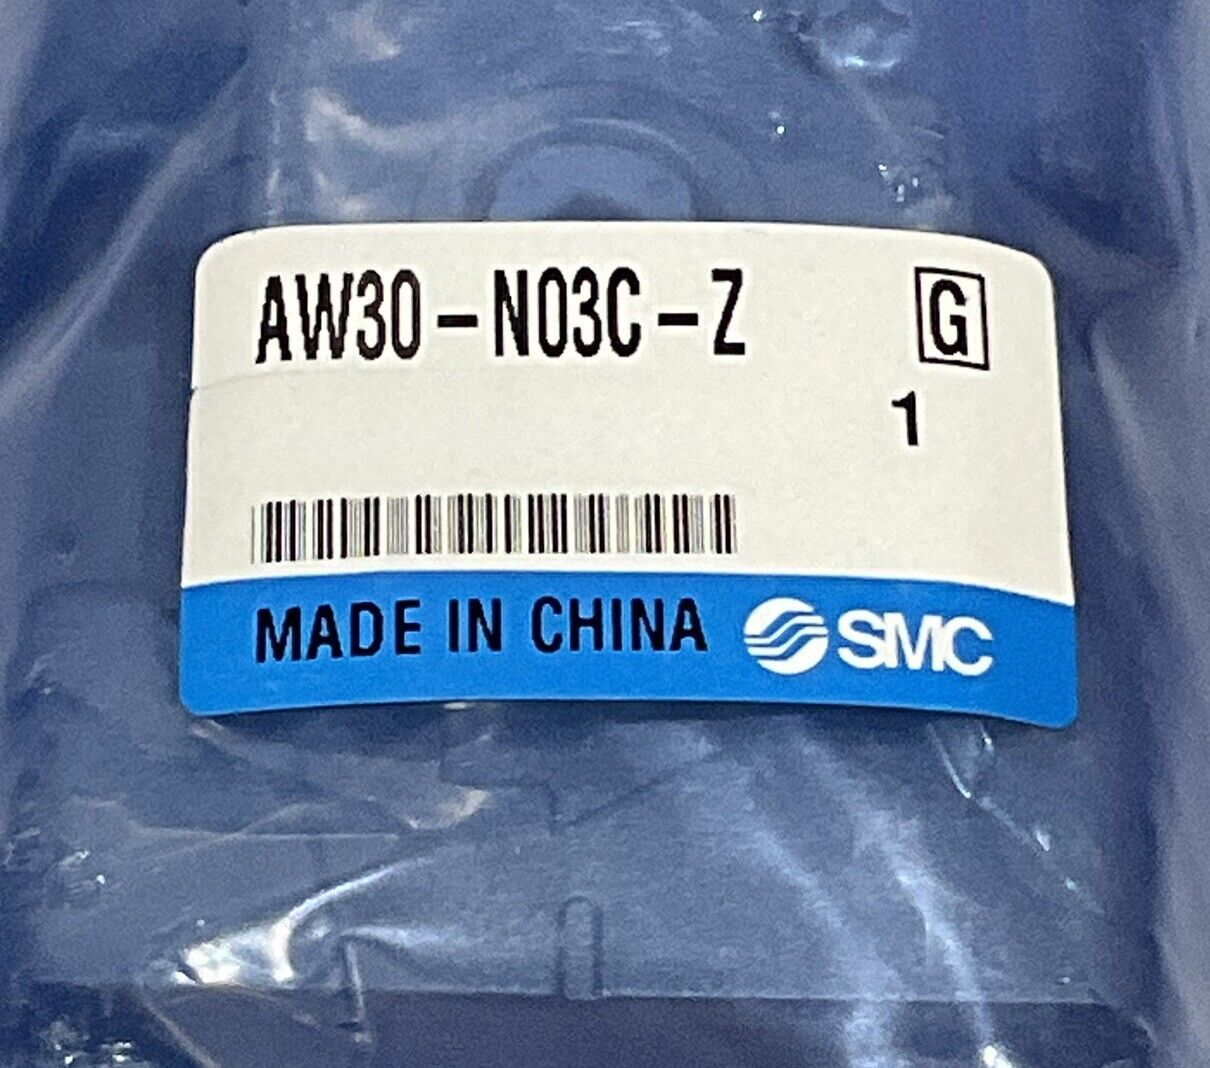 AW30-N03C-Z G
1
MADE IN CHINA SMC